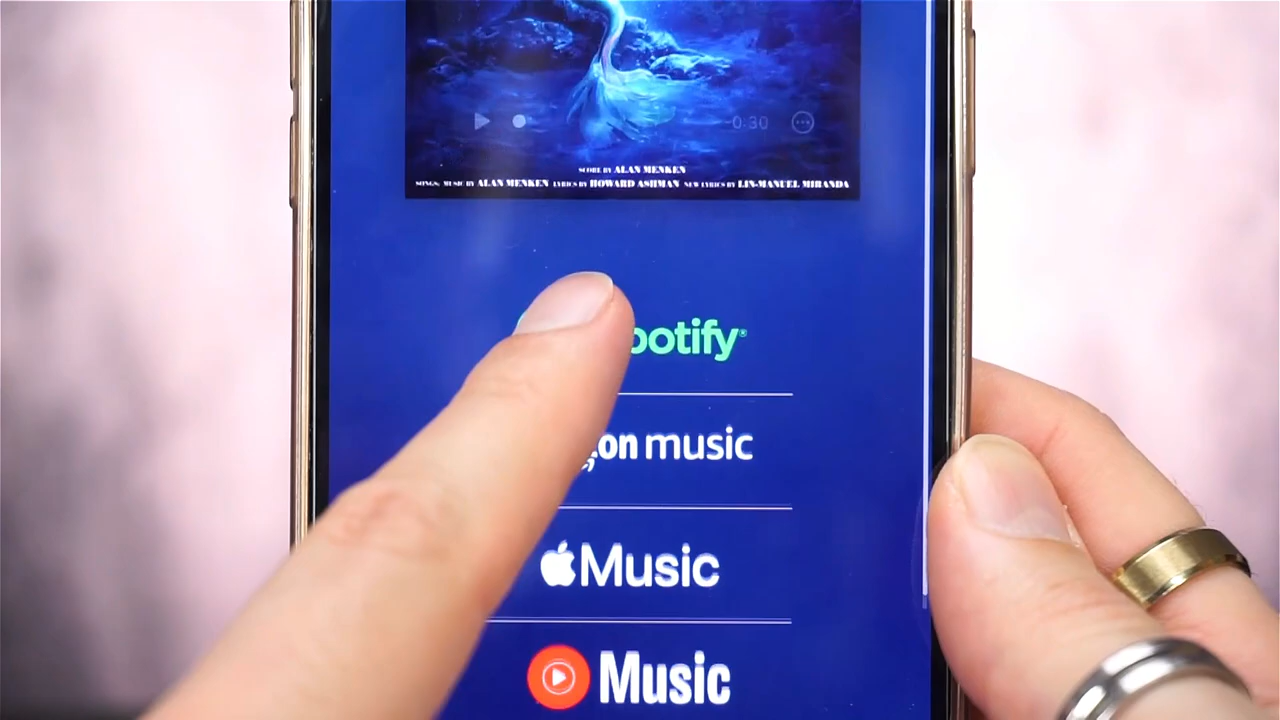 -0:30
SCORE BY ALAN MENKEN
SONGS: MUSIC BY ALAN MENKEN LYRICS BY HOWARD ASHMAN NEW LYRICS BY LIN-MANUEL MIRANDA
potify®
on music
Music
Music